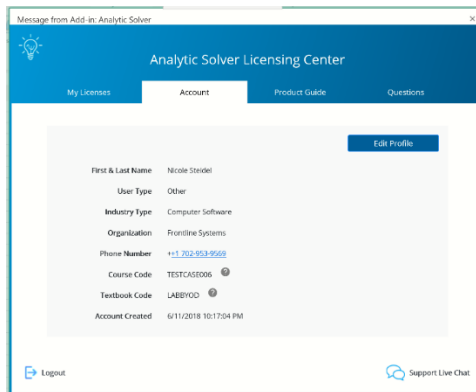 Message from Add-in: Analytic Solver
Analytic Solver Licensing Center
My Licenses Account Product Guide Questions
Edit Profile
First & Last Name Nicole Steidel
User Type Other
Industry Type Computer Software
Organization Frontline Systems
Phone Number ++1 702-953-9569
Course Code TESTCASE006 ?
Textbook Code LABBYOD ?
Account Created 6/11/2018 10:17:04 PM
Logout Support Live Chat